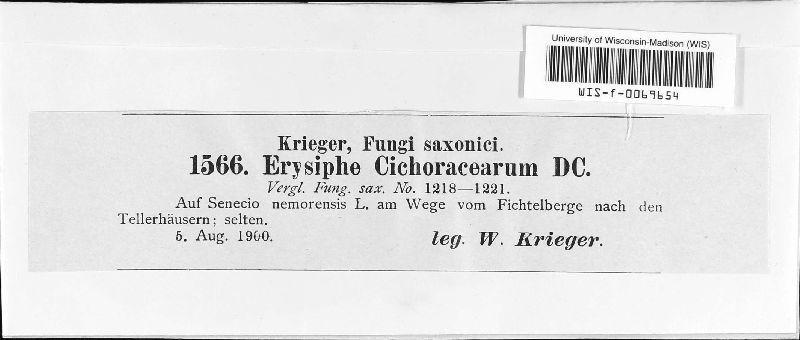 University of Wisconsin-Madison (WIS)
WIS-f-0069654
Krieger, Fungi saxonici.
1566. Erysiphe Cichoracearum DC.
Vergl. Fung. sax. No. 1218—1221.
Auf Senecio nemorensis L. am Wege vom Fichtelberge nach den
Tellerhäusern; selten.
5. Aug. 1900.
leg. W. Krieger.